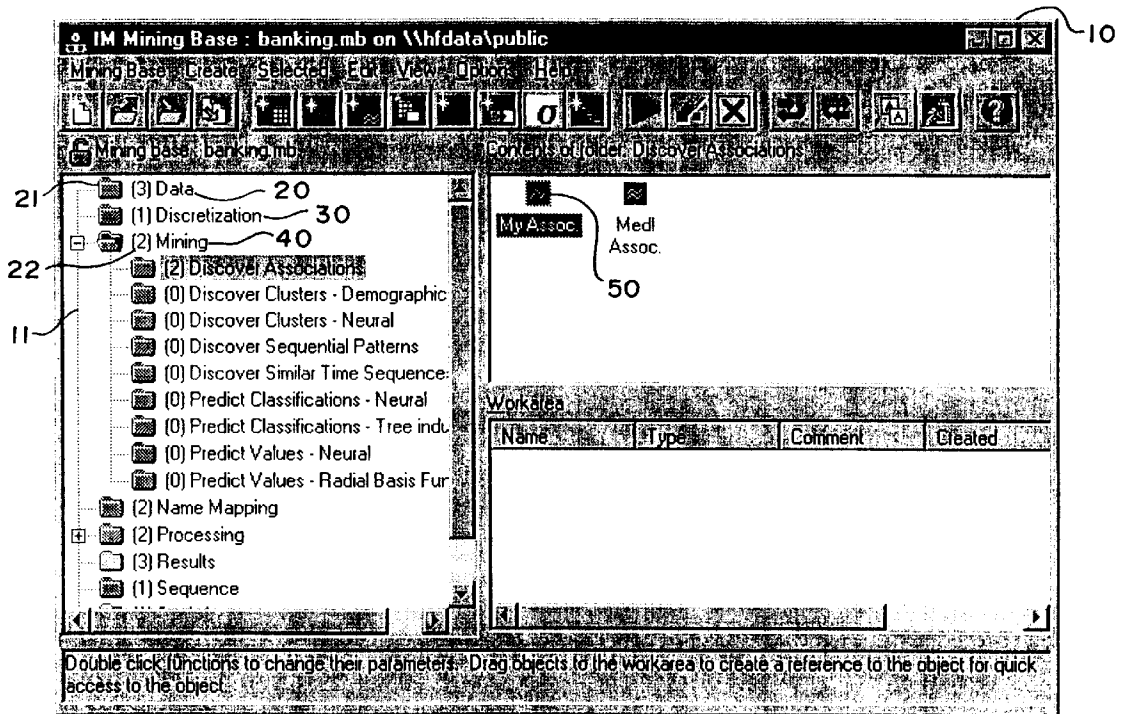 10
IM Mining Base : banking.mb on \\hfdata\public
Mining Base Create Selected Edit View Options Help
σ ?
Mining Base : banking.mb
Contents of folder: Discover Associations
21
(3) Data 20
(1) Discretization 30
(2) Mining 40
22
(2) Discover Associations
(0) Discover Clusters - Demographic
(0) Discover Clusters - Neural
11
(0) Discover Sequential Patterns
(0) Discover Similar Time Sequence
(0) Predict Classifications - Neural
(0) Predict Classifications - Tree indu
(0) Predict Values - Neural
(0) Predict Values - Radial Basis Fun
(2) Name Mapping
(2) Processing
(3) Results
(1) Sequence
My Assoc.
Medl
Assoc.
50
Workarea
Name Type Comment Created
Double click functions to change their parameters. Drag objects to the workarea to create a reference to the object for quick
access to the object.